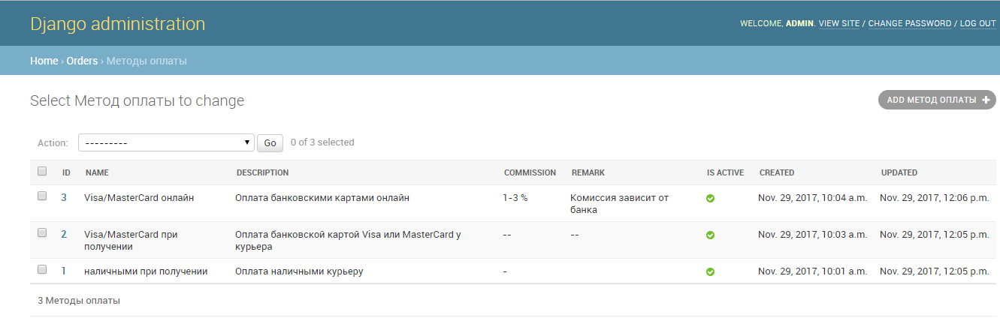 Django administration
WELCOME, ADMIN. VIEW SITE / CHANGE PASSWORD / LOG OUT
Home › Orders › Методы оплаты
Select Метод оплаты to change
ADD МЕТОД ОПЛАТЫ +
Action: --------- Go 0 of 3 selected
ID NAME DESCRIPTION COMMISSION REMARK IS ACTIVE CREATED UPDATED
3 Visa/MasterCard онлайн Оплата банковскими картами онлайн 1-3 % Комиссия зависит от Nov. 29, 2017, 10:04 a.m. Nov. 29, 2017, 12:06 p.m.
банка
2 Visa/MasterCard при Оплата банковской картой Visa или MasterCard у -- -- Nov. 29, 2017, 10:03 a.m. Nov. 29, 2017, 12:05 p.m.
получении курьера
1 наличными при получении Оплата наличными курьеру - Nov. 29, 2017, 10:01 a.m. Nov. 29, 2017, 12:05 p.m.
3 Методы оплаты